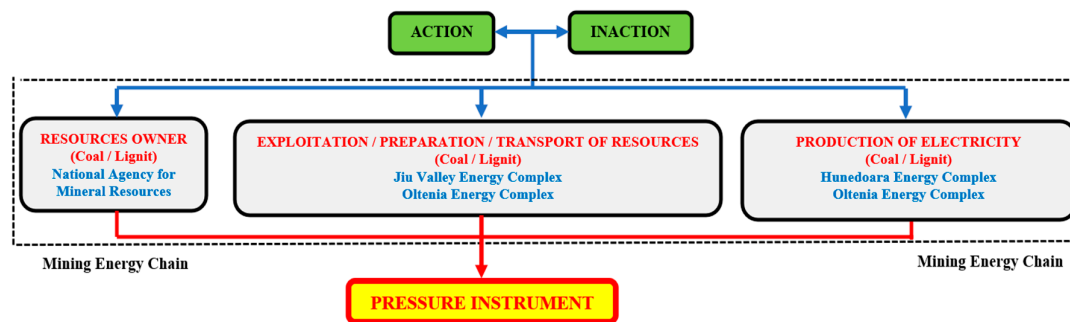 ACTION
INACTION
RESOURCES OWNER
(Coal / Lignit)
National Agency for
Mineral Resources
EXPLOITATION / PREPARATION / TRANSPORT OF RESOURCES
(Coal / Lignit)
Jiu Valley Energy Complex
Oltenia Energy Complex
PRODUCTION OF ELECTRICITY
(Coal / Lignit)
Hunedoara Energy Complex
Oltenia Energy Complex
Mining Energy Chain
Mining Energy Chain
PRESSURE INSTRUMENT